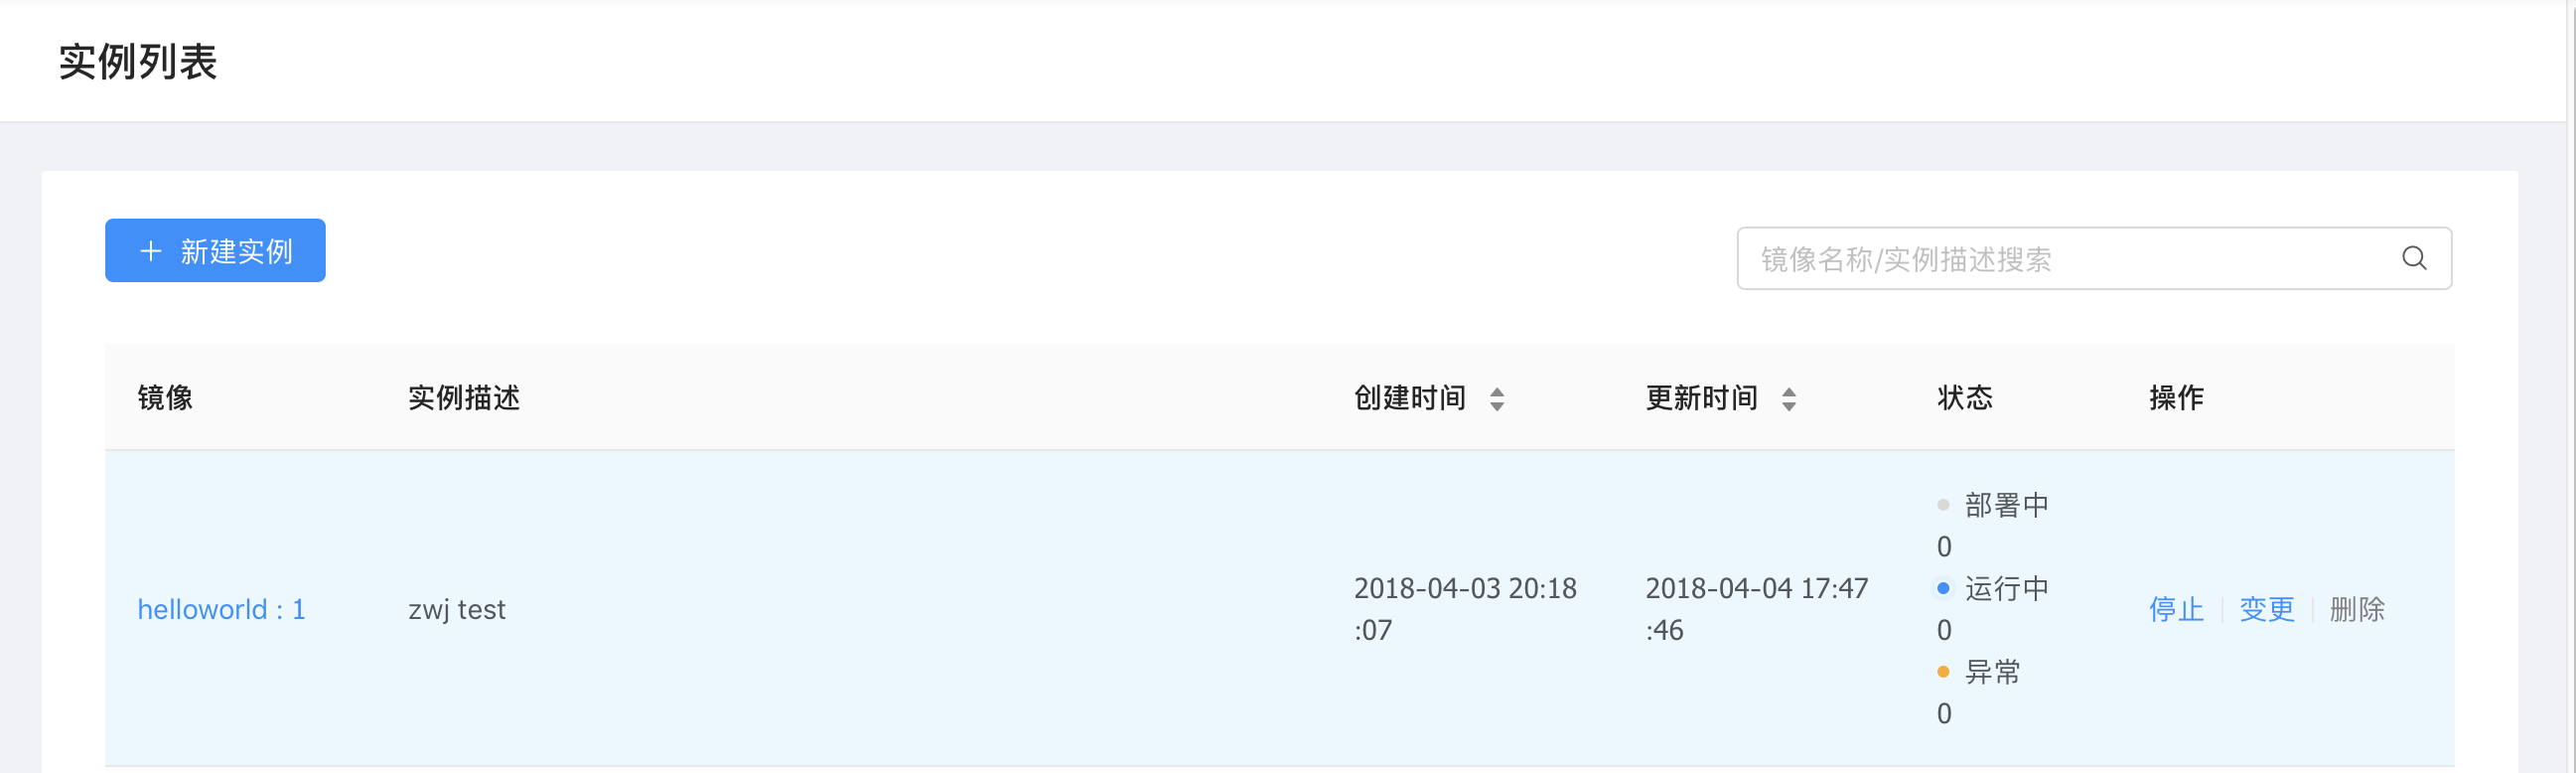 实例列表
+ 新建实例
镜像名称/实例描述搜索
镜像 实例描述 创建时间 更新时间 状态 操作
helloworld : 1
zwj test
2018-04-03 20:18
:07
2018-04-04 17:47
:46
部署中
0
运行中
0
异常
0
停止 变更 删除